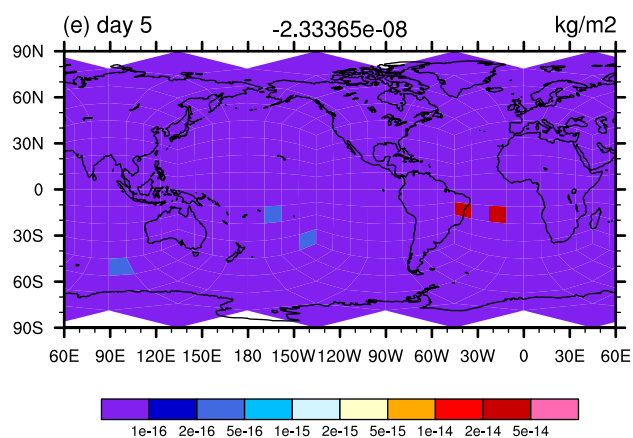 (e) day 5 -2.33365e-08 kg/m2
90N
60N
30N
0
30S
60S
90S
60E 90E 120E 150E 180 150W 120W 90W 60W 30W 0 30E 60E
1e-16 2e-16 5e-16 1e-15 2e-15 5e-15 1e-14 2e-14 5e-14